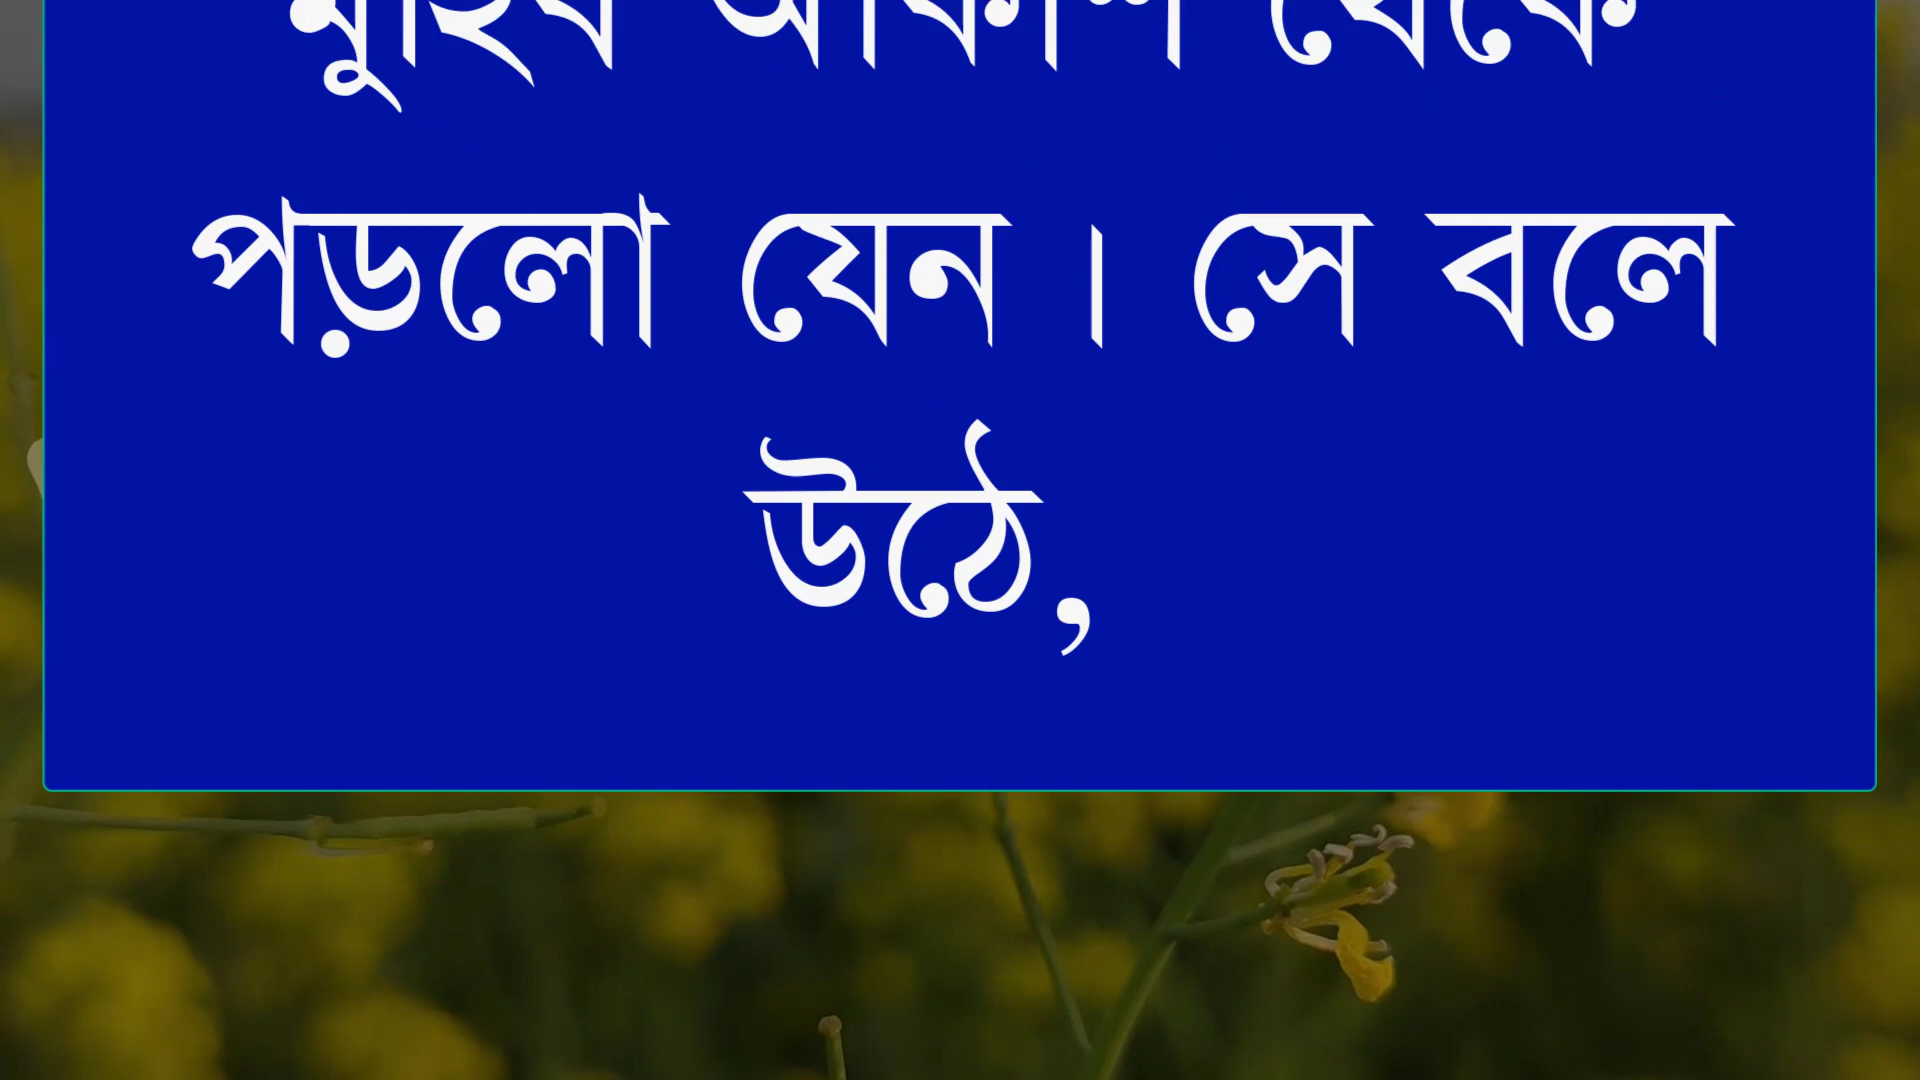 মুহিব আকাশ থেকে
পড়লো যেন । সে বলে
উঠে,